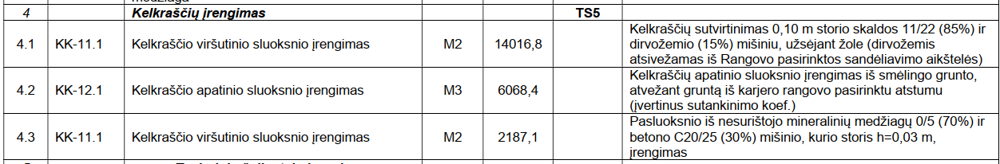 4 Kelkraščių įrengimas TS5
4.1 KK-11.1 Kelkraščio viršutinio sluoksnio įrengimas M2 14016,8 Kelkraščių sutvirtinimas 0,10 m storio skaldos 11/22 (85%) ir
dirvožemio (15%) mišiniu, užsėjant žole (dirvožemis
atsivežamas iš Rangovo pasirinktos sandėliavimo aikštelės)
4.2 KK-12.1 Kelkraščio apatinio sluoksnio įrengimas M3 6068,4 Kelkraščių apatinio sluoksnio įrengimas iš smėlingo grunto,
atvežant gruntą iš karjero rangovo pasirinktu atstumu
(įvertinus sutankinimo koef.)
4.3 KK-11.1 Kelkraščio viršutinio sluoksnio įrengimas M2 2187,1 Pasluoksnio iš nesurištojo mineralinių medžiagų 0/5 (70%) ir
betono C20/25 (30%) mišinio, kurio storis h=0,03 m,
įrengimas